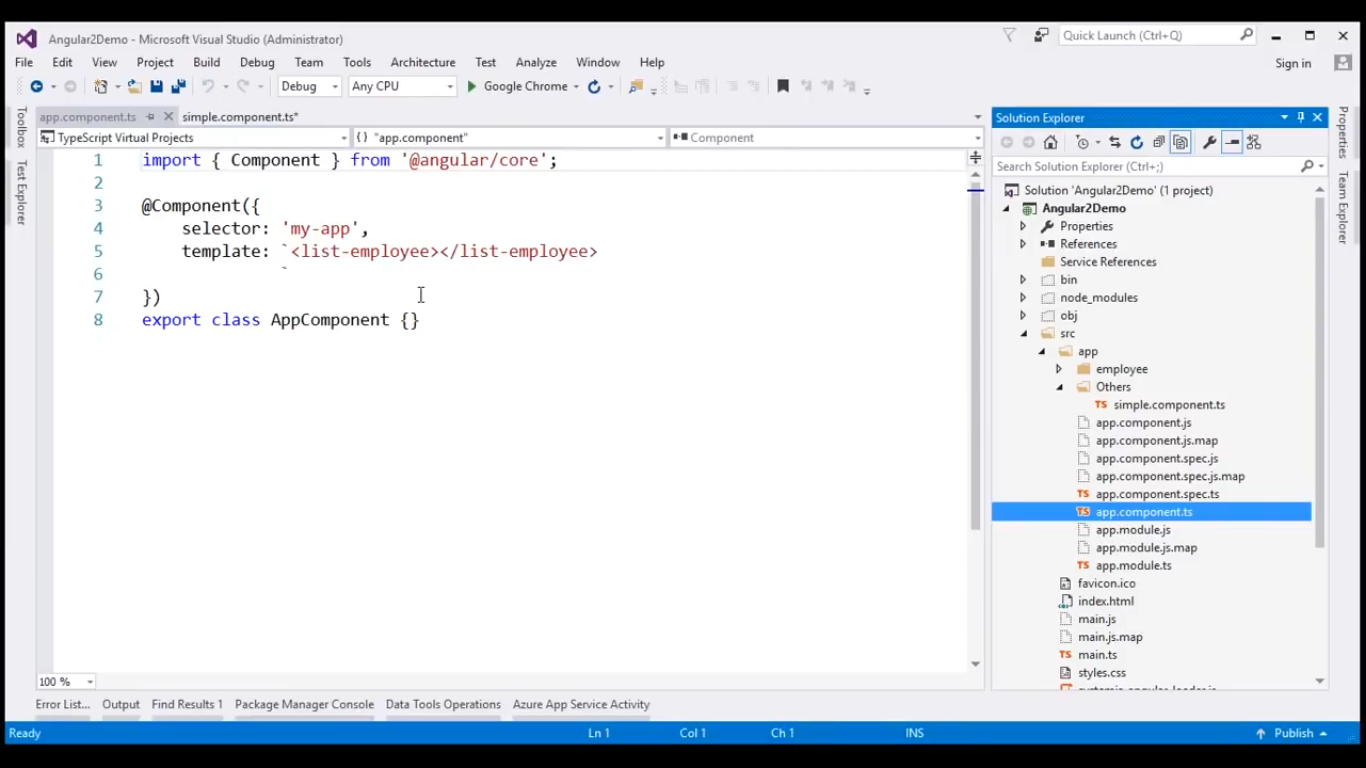 Angular2Demo - Microsoft Visual Studio (Administrator)
Quick Launch (Ctrl+Q)
File Edit View Project Build Debug Team Tools Architecture Test Analyze Window Help
Sign in
Debug Any CPU Google Chrome
Toolbox
Test Explorer
app.component.ts simple.component.ts*
TypeScript Virtual Projects {} "app.component" Component
1 import { Component } from '@angular/core';
2
3 @Component({
4 selector: 'my-app',
5 template: `<list-employee></list-employee>
6 `
7 })
8 export class AppComponent {}
100 %
Solution Explorer
Search Solution Explorer (Ctrl+;)
Solution 'Angular2Demo' (1 project)
Angular2Demo
Properties
References
Service References
bin
node_modules
obj
src
app
employee
Others
TS simple.component.ts
app.component.js
app.component.js.map
app.component.spec.js
app.component.spec.js.map
TS app.component.spec.ts
TS app.component.ts
app.module.js
app.module.js.map
TS app.module.ts
favicon.ico
index.html
main.js
main.js.map
TS main.ts
styles.css
Properties
Team Explorer
Error List... Output Find Results 1 Package Manager Console Data Tools Operations Azure App Service Activity
Ready Ln 1 Col 1 Ch 1 INS Publish